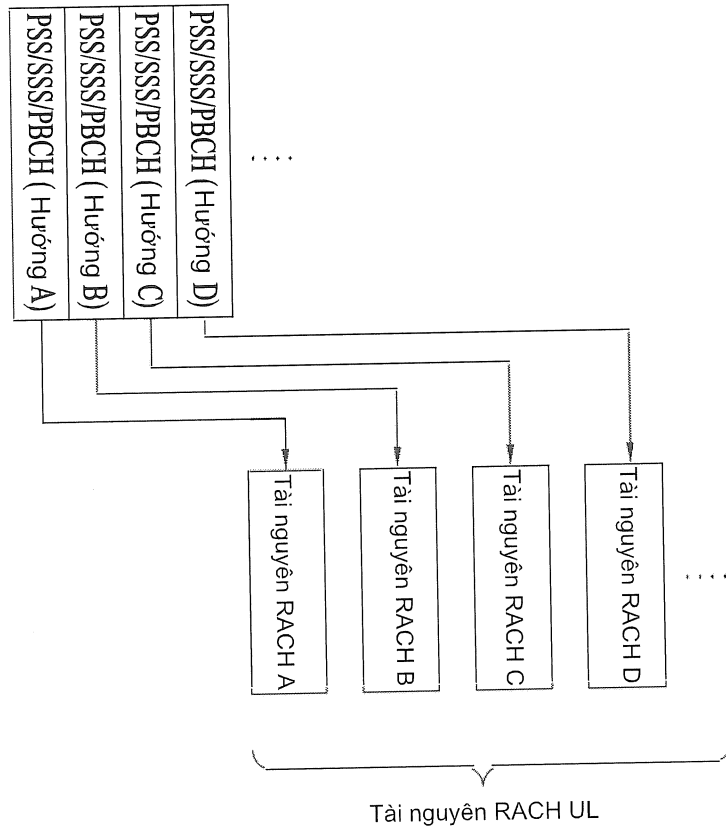 PSS/SSS/PBCH ( Hướng A)
PSS/SSS/PBCH ( Hướng B)
PSS/SSS/PBCH ( Hướng C)
PSS/SSS/PBCH ( Hướng D)
. . . .
Tài nguyên RACH A
Tài nguyên RACH B
Tài nguyên RACH C
Tài nguyên RACH D
. . . .
Tài nguyên RACH UL